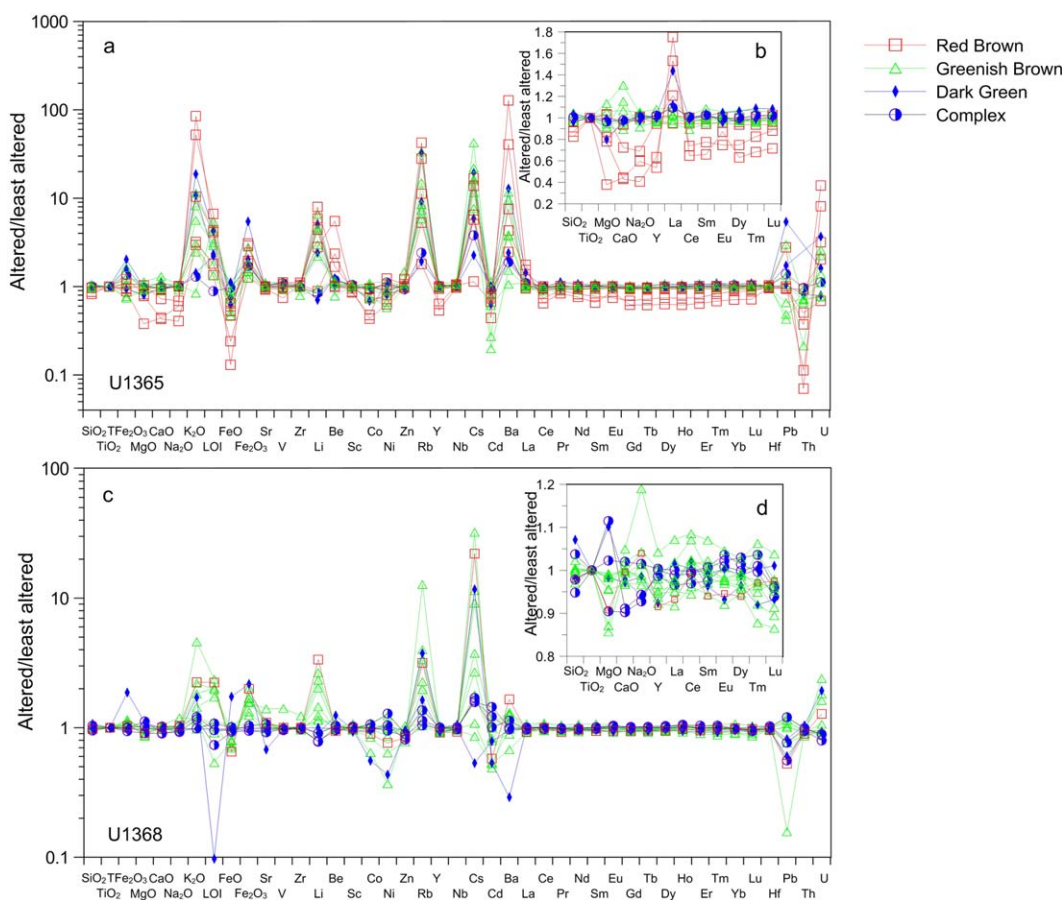 1000
100
10
1
0.1
Altered/least altered
a
U1365
1.8
1.6
1.4
1.2
1
0.8
0.6
0.4
0.2
Altered/least altered
b
SiO₂ MgO Na₂O La Sm Dy Lu
TiO₂ CaO Y Ce Eu Tm
Red Brown
Greenish Brown
Dark Green
Complex
SiO₂ TFe₂O₃ CaO K₂O FeO Sr Zr Be Co Zn Y Cs Ba Ce Nd Eu Tb Ho Tm Lu Pb U
TiO₂ MgO Na₂O LOI Fe₂O₃ V Li Sc Ni Rb Nb Cd La Pr Sm Gd Dy Er Yb Hf Th
100
10
1
0.1
Altered/least altered
c
U1368
1.2
1.1
1
0.9
0.8
Altered/least altered
d
SiO₂ MgO Na₂O La Sm Dy Lu
TiO₂ CaO Y Ce Eu Tm
SiO₂ TFe₂O₃ CaO K₂O FeO Sr Zr Be Co Zn Y Cs Ba Ce Nd Eu Tb Ho Tm Lu Pb U
TiO₂ MgO Na₂O LOI Fe₂O₃ V Li Sc Ni Rb Nb Cd La Pr Sm Gd Dy Er Yb Hf Th